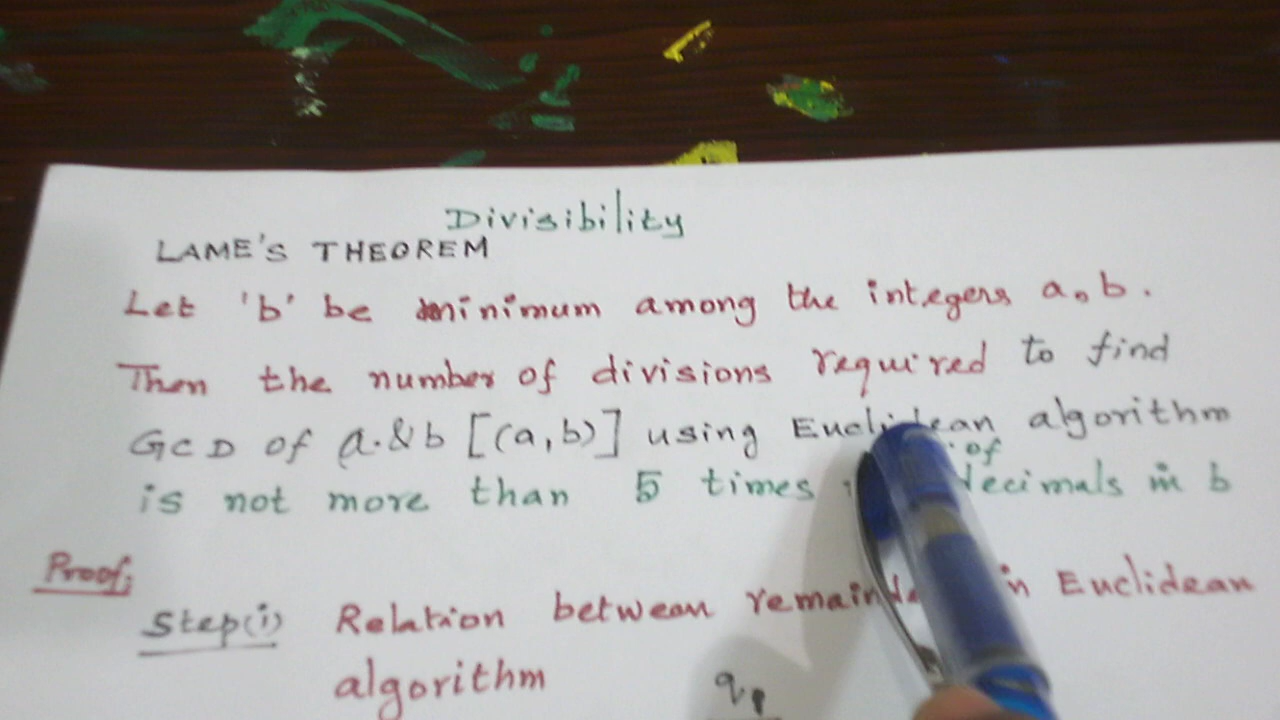 Divisibility
LAME'S THEOREM
Let 'b' be minimum among the integers a, b.
Then the number of divisions required to find
GCD of a & b [(a,b)] using Euclidean algorithm
of
is not more than 5 times decimals in b
Proof:
Step(i) Relation between in Euclidean
algorithm